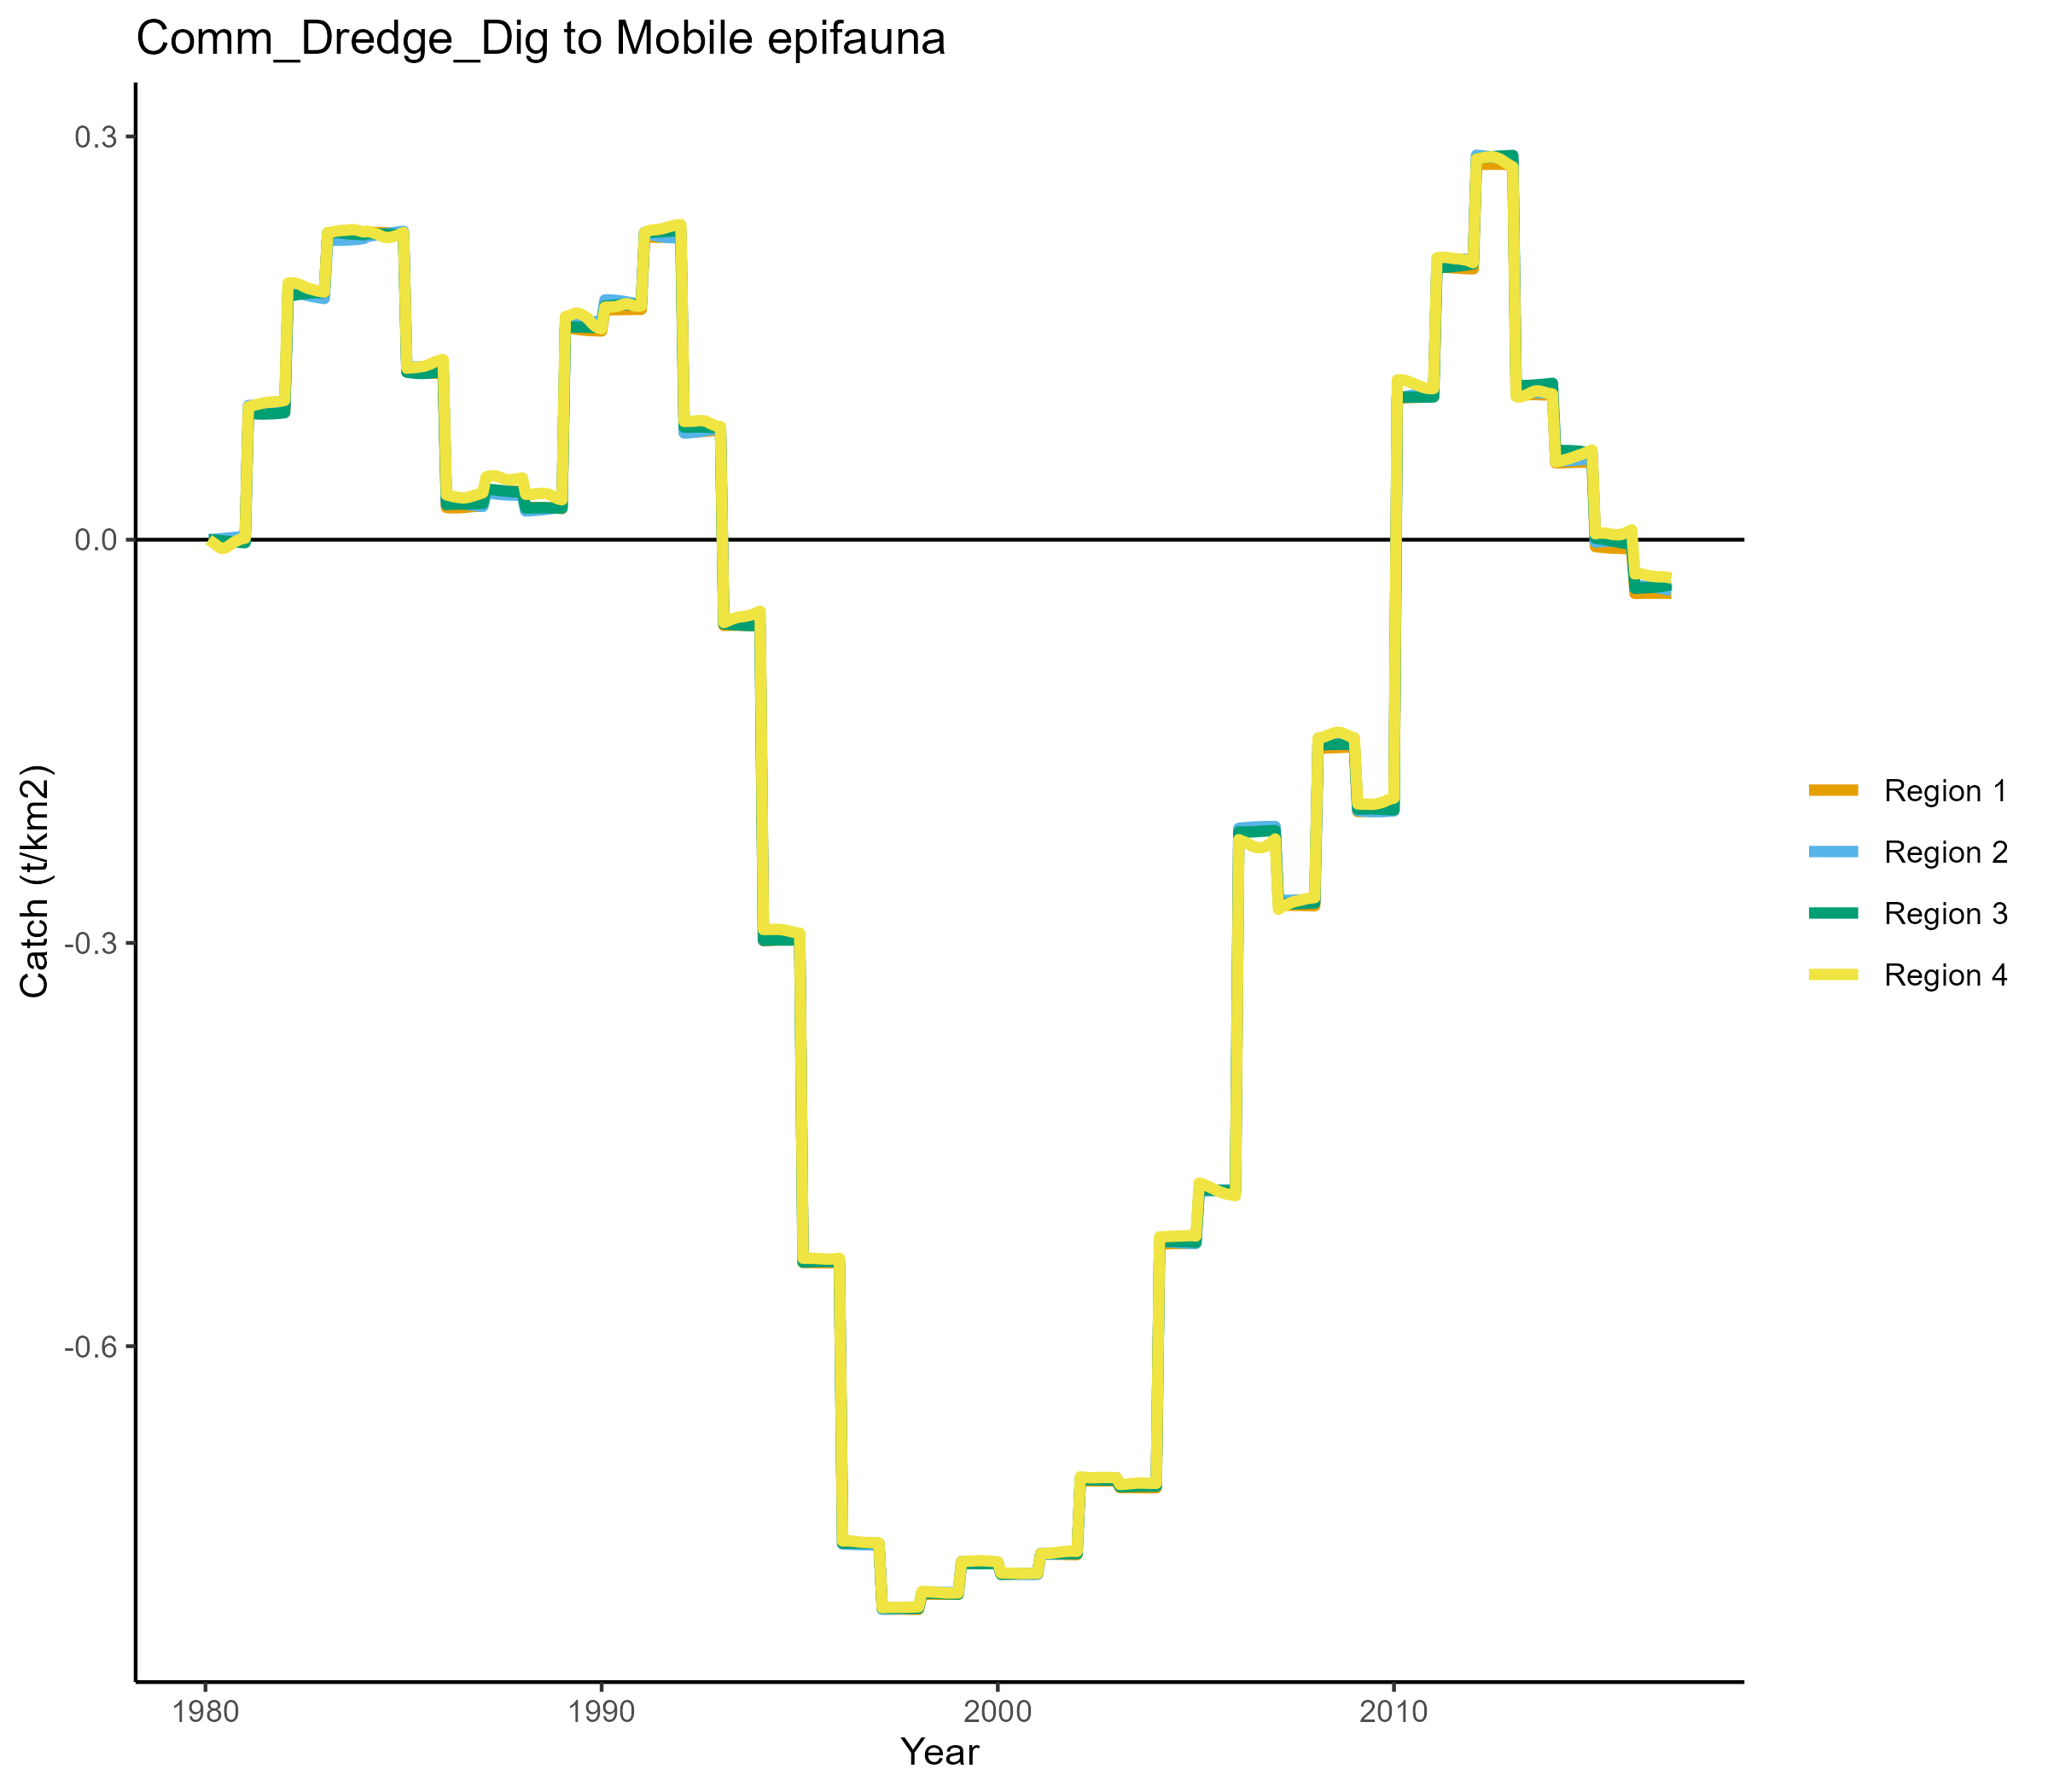 Comm_Dredge_Dig to Mobile epifauna
0.3
0.0
-0.3
-0.6
Catch (t/km2)
1980 1990 2000 2010
Year
Region 1
Region 2
Region 3
Region 4